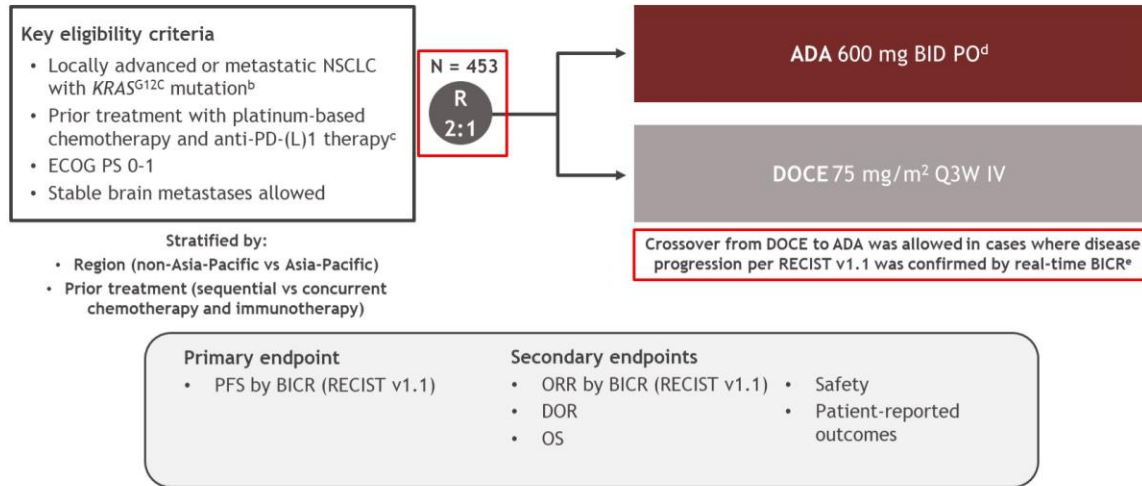 Key eligibility criteria
• Locally advanced or metastatic NSCLC
with KRASG12C mutationb
• Prior treatment with platinum-based
chemotherapy and anti-PD-(L)1 therapyc
• ECOG PS 0-1
• Stable brain metastases allowed
Stratified by:
• Region (non-Asia-Pacific vs Asia-Pacific)
• Prior treatment (sequential vs concurrent
chemotherapy and immunotherapy)
N = 453
R
2:1
ADA 600 mg BID POd
DOCE 75 mg/m2 Q3W IV
Crossover from DOCE to ADA was allowed in cases where disease
progression per RECIST v1.1 was confirmed by real-time BICRe
Primary endpoint
• PFS by BICR (RECIST v1.1)
Secondary endpoints
• ORR by BICR (RECIST v1.1)
• DOR
• OS
• Safety
• Patient-reported
outcomes